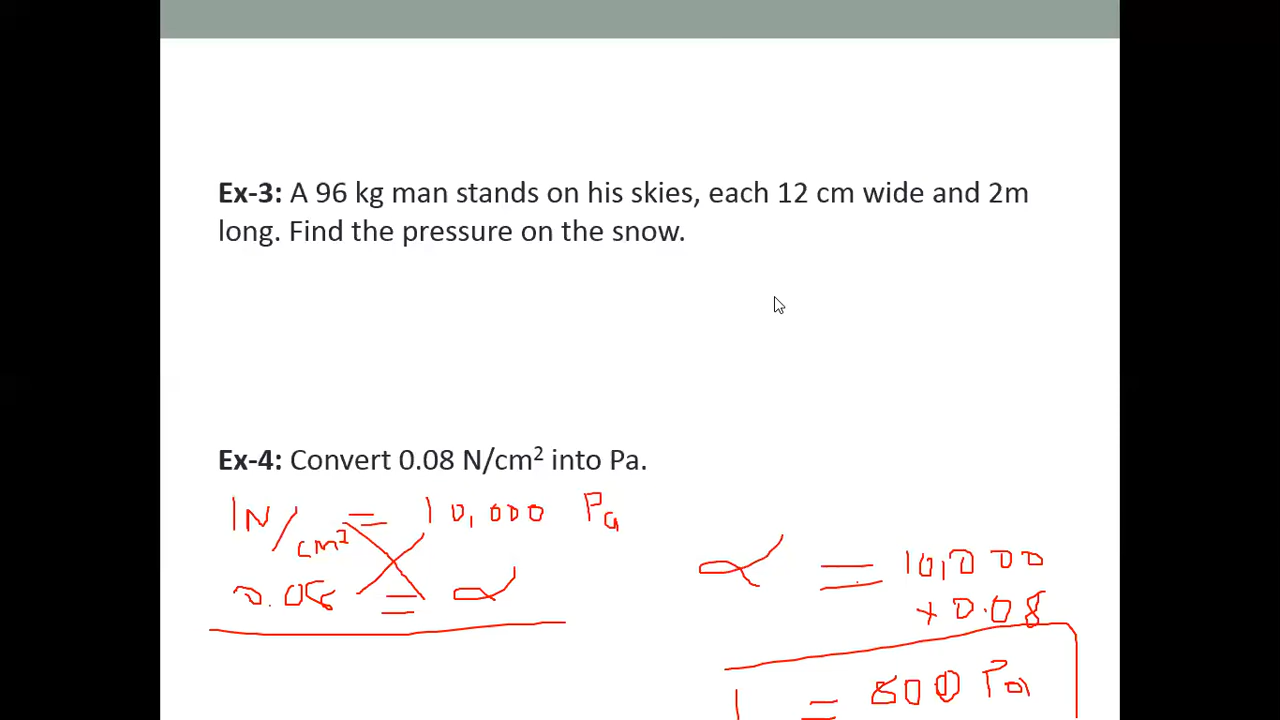 Ex-3: A 96 kg man stands on his skies, each 12 cm wide and 2m
long. Find the pressure on the snow.
Ex-4: Convert 0.08 N/cm² into Pa.
1N/cm² = 10,000 Pa
0.08 = x
x = 10,000
x 0.08
= 800 Pa